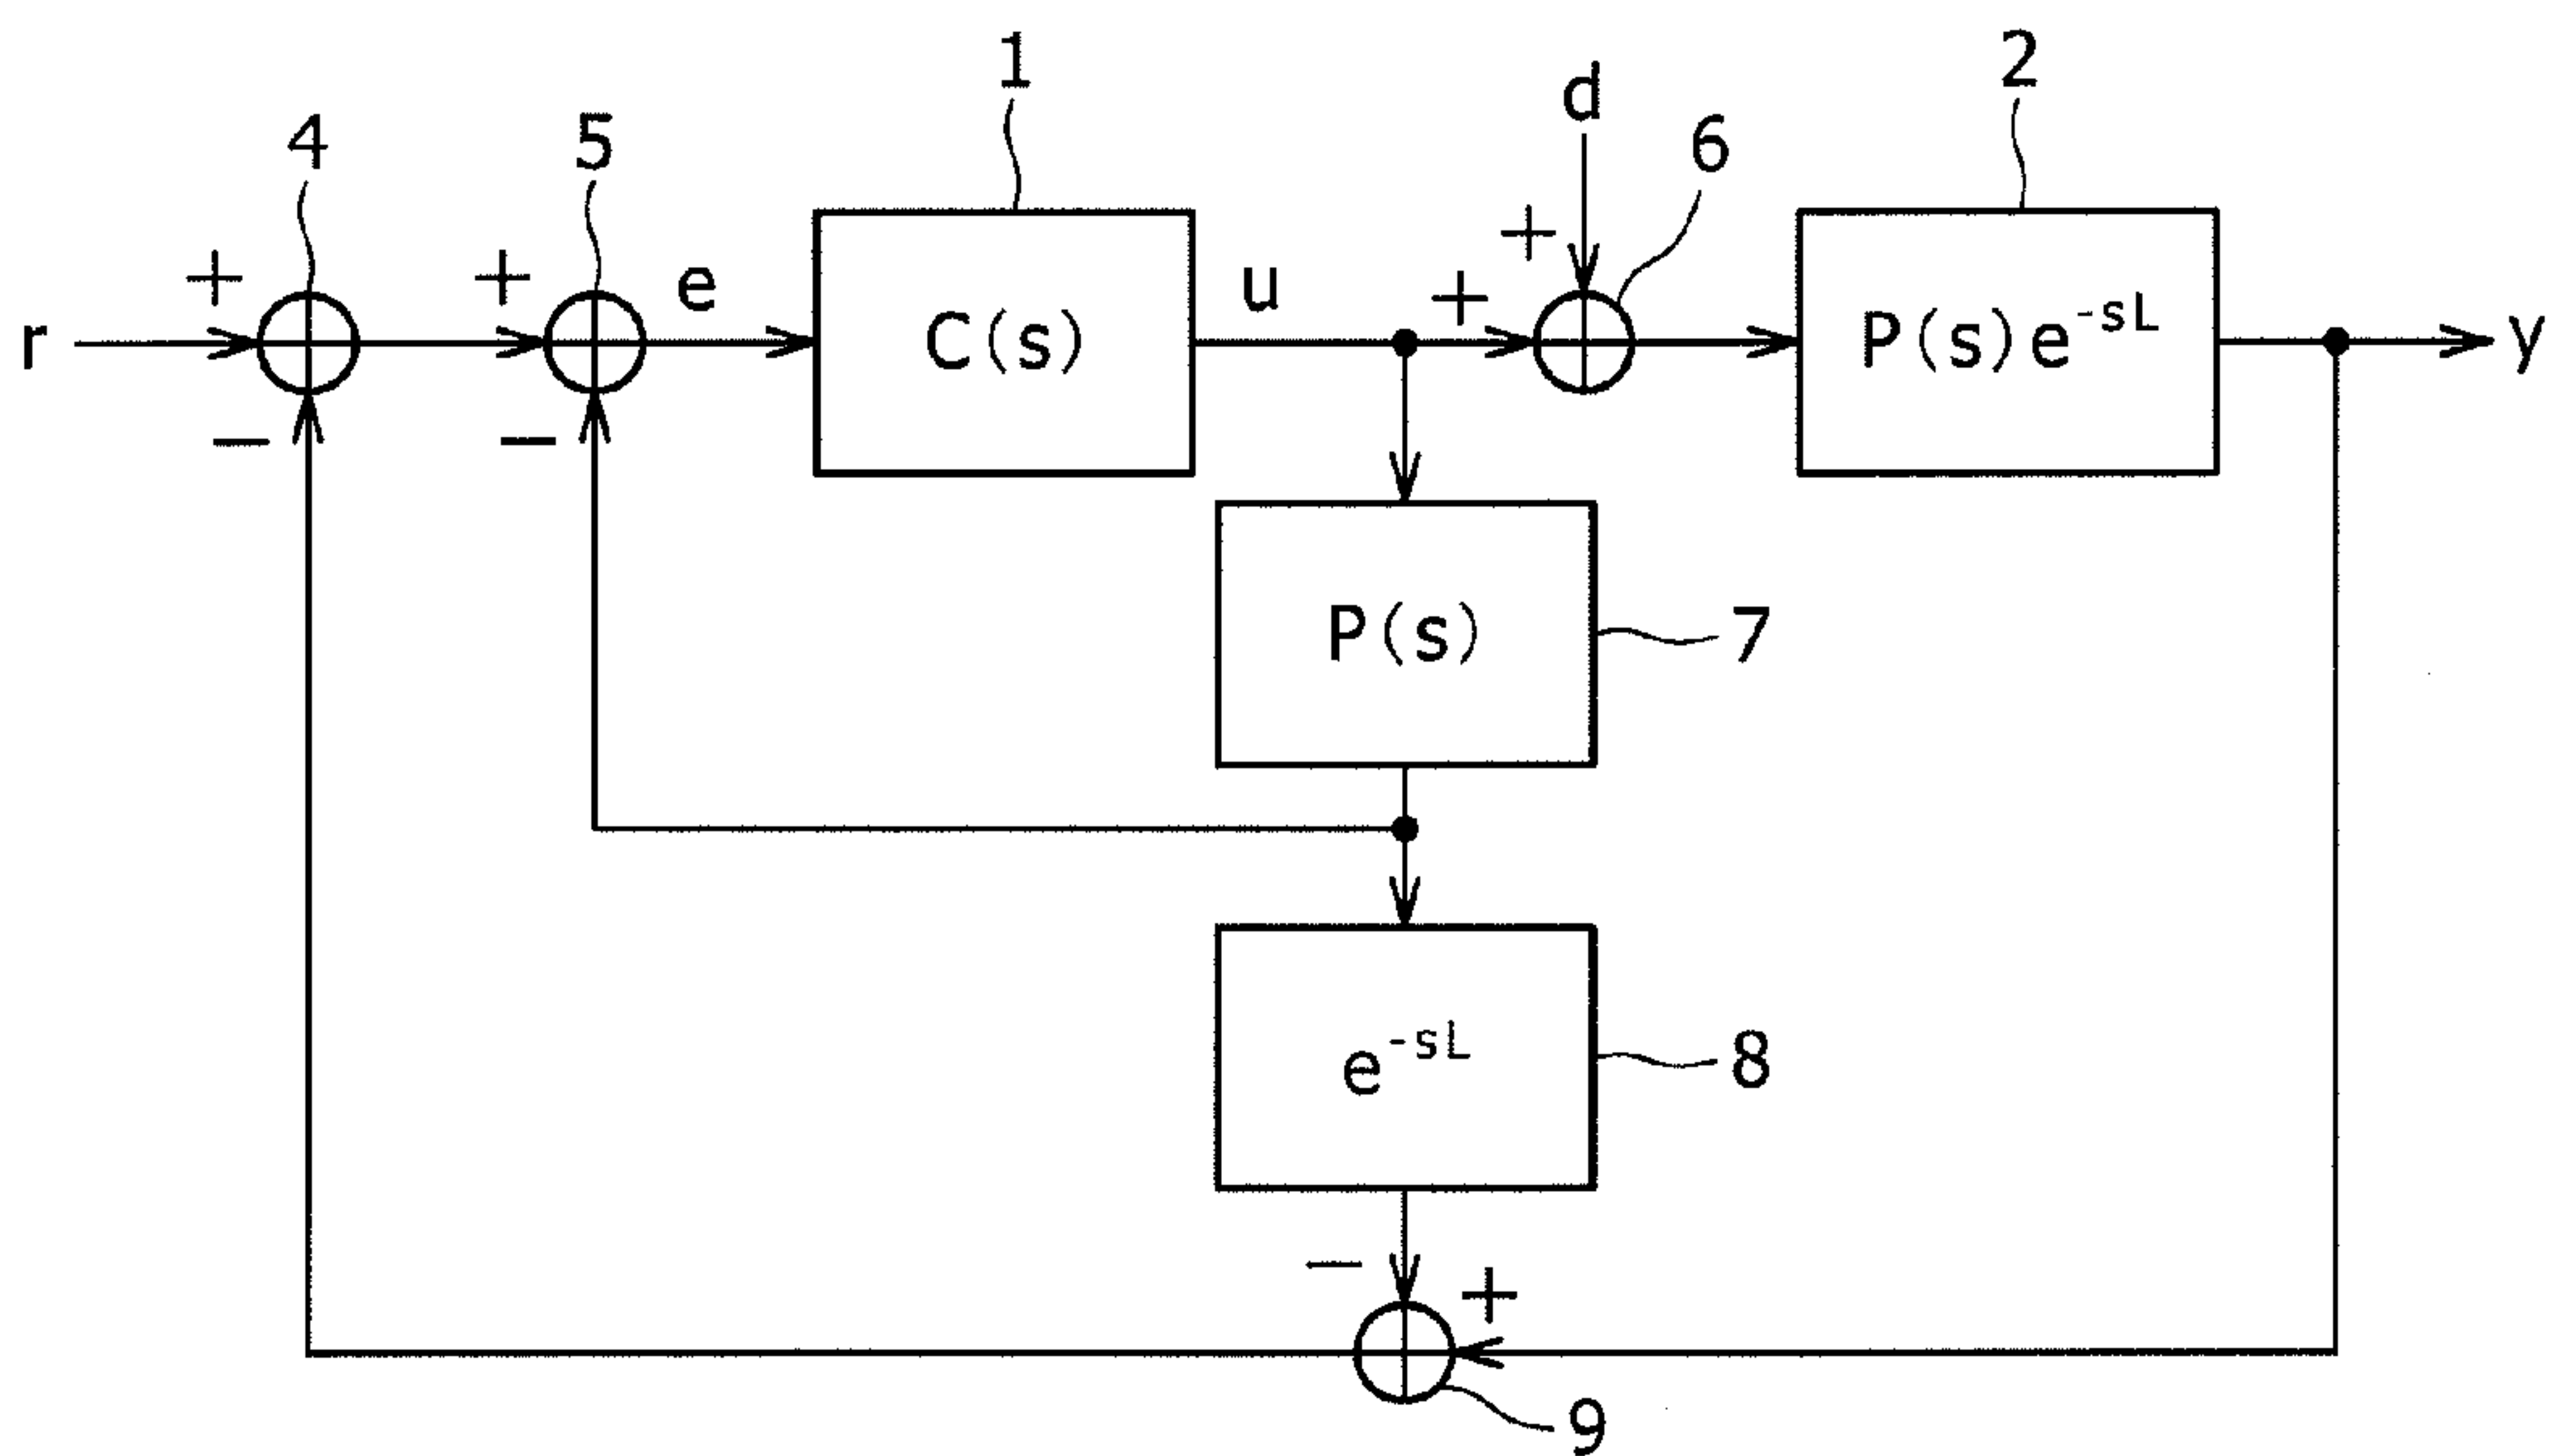 1
2
d
4
5
6
+
+
+
e
u
+
r
C(s)
P(s)e^-sL
y
−
−
P(s)
7
e^-sL
8
−
+
9